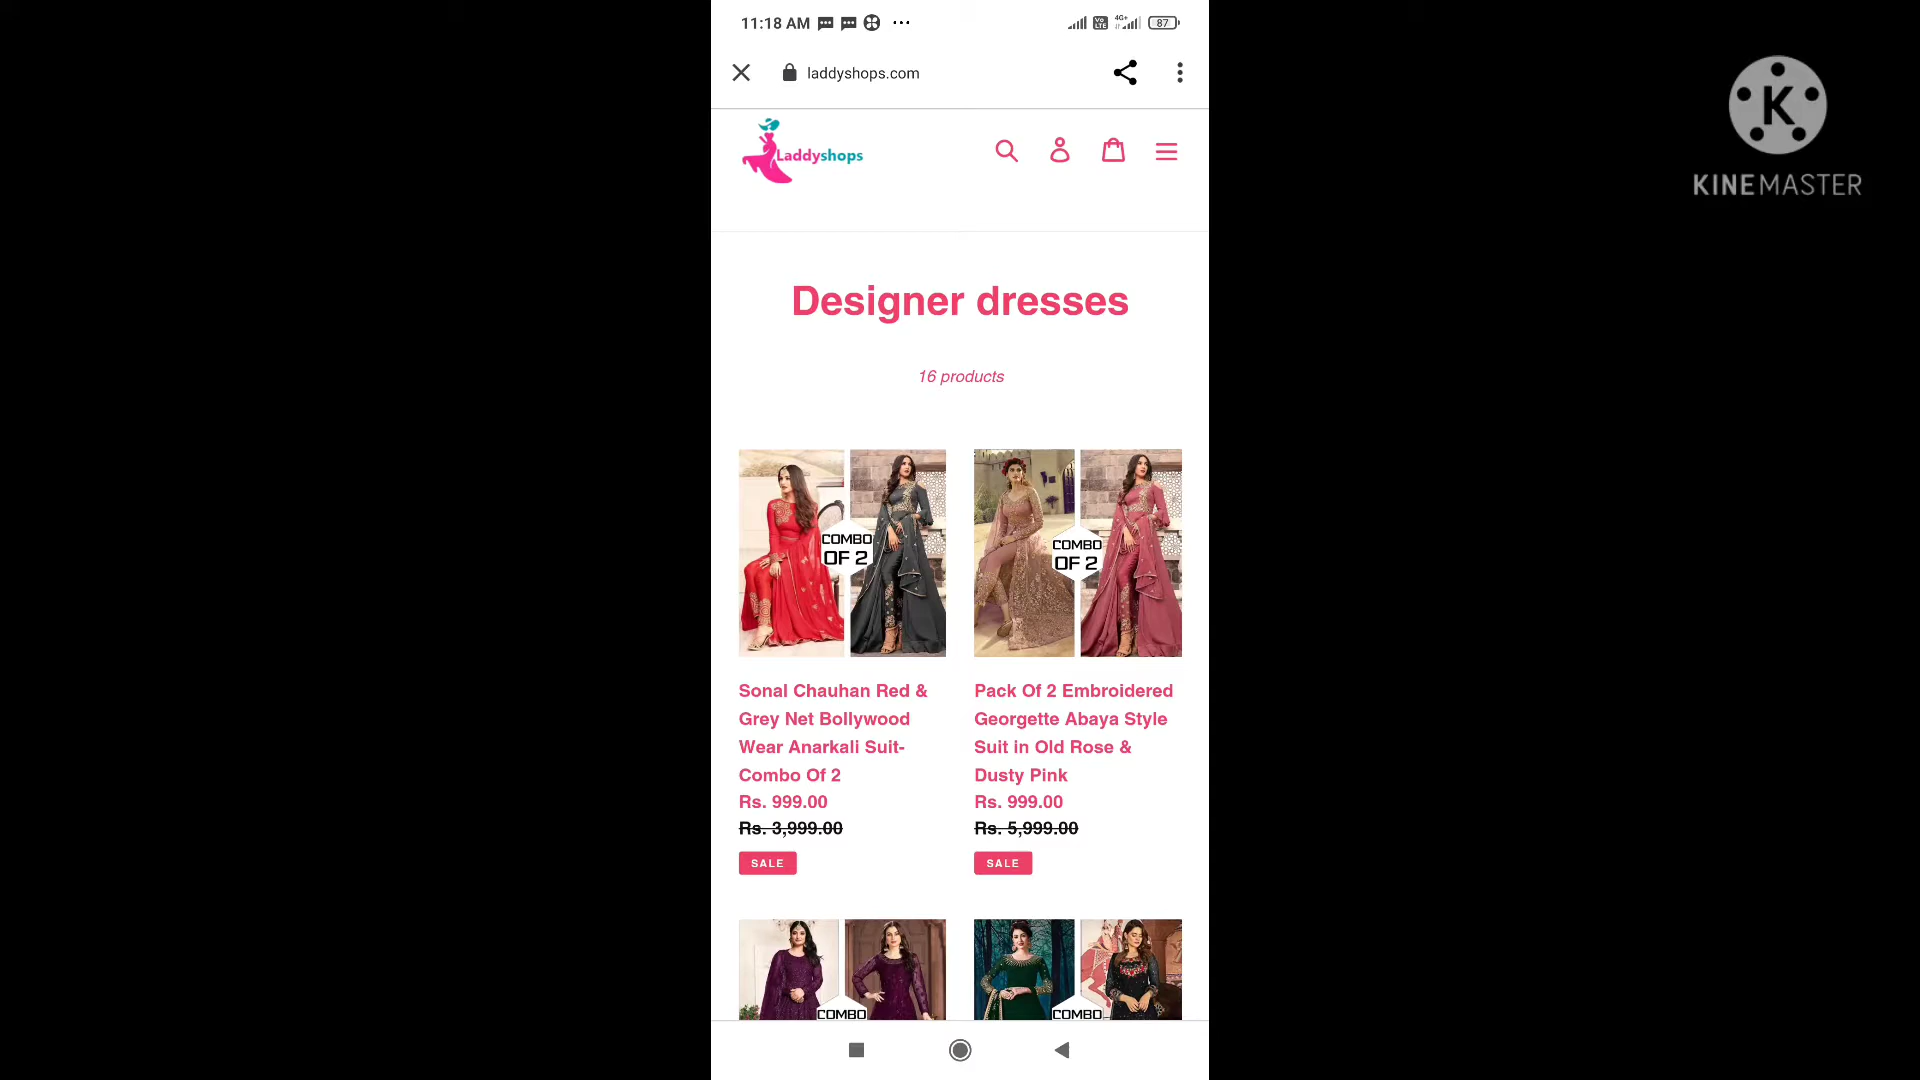 11:18 AM
Vo LTE 4G+ 87
laddyshops.com
Laddyshops
K
KINEMASTER
Designer dresses
16 products
COMBO OF 2
COMBO OF 2
Sonal Chauhan Red &
Grey Net Bollywood
Wear Anarkali Suit-
Combo Of 2
Rs. 999.00
Rs. 3,999.00
SALE
Pack Of 2 Embroidered
Georgette Abaya Style
Suit in Old Rose &
Dusty Pink
Rs. 999.00
Rs. 5,999.00
SALE
COMBO
COMBO